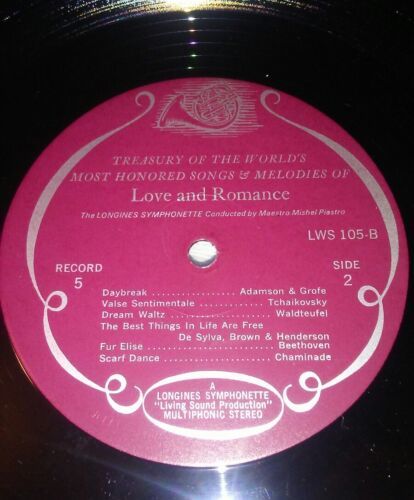 TREASURY OF THE WORLD'S
MOST HONORED SONGS & MELODIES OF
Love and Romance
The LONGINES SYMPHONETTE Conducted by Maestro Mishel Piastro
LWS 105-B
RECORD
5
SIDE
2
Daybreak ................. Adamson & Grofe
Valse Sentimentale ............ Tchaikovsky
Dream Waltz .................. Waldteufel
The Best Things In Life Are Free
De Sylva, Brown & Henderson
Fur Elise ....................... Beethoven
Scarf Dance .................... Chaminade
A
LONGINES SYMPHONETTE
"Living Sound Production"
MULTIPHONIC STEREO